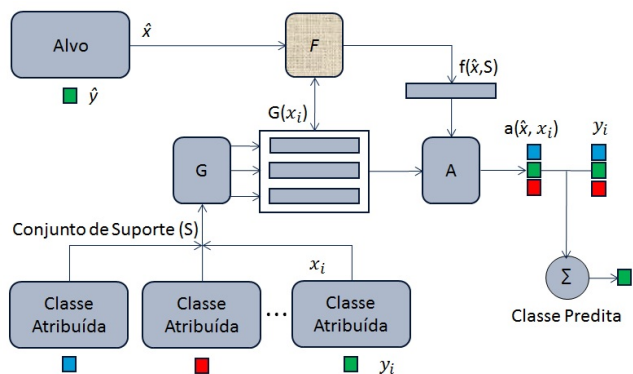 Alvo
x̂
F
ŷ
f(x̂,S)
G(xᵢ)
a(x̂, xᵢ)
yᵢ
G
A
Conjunto de Suporte (S)
xᵢ
Σ
Classe
Atribuída
Classe
Atribuída
...
Classe
Atribuída
Classe Predita
yᵢ